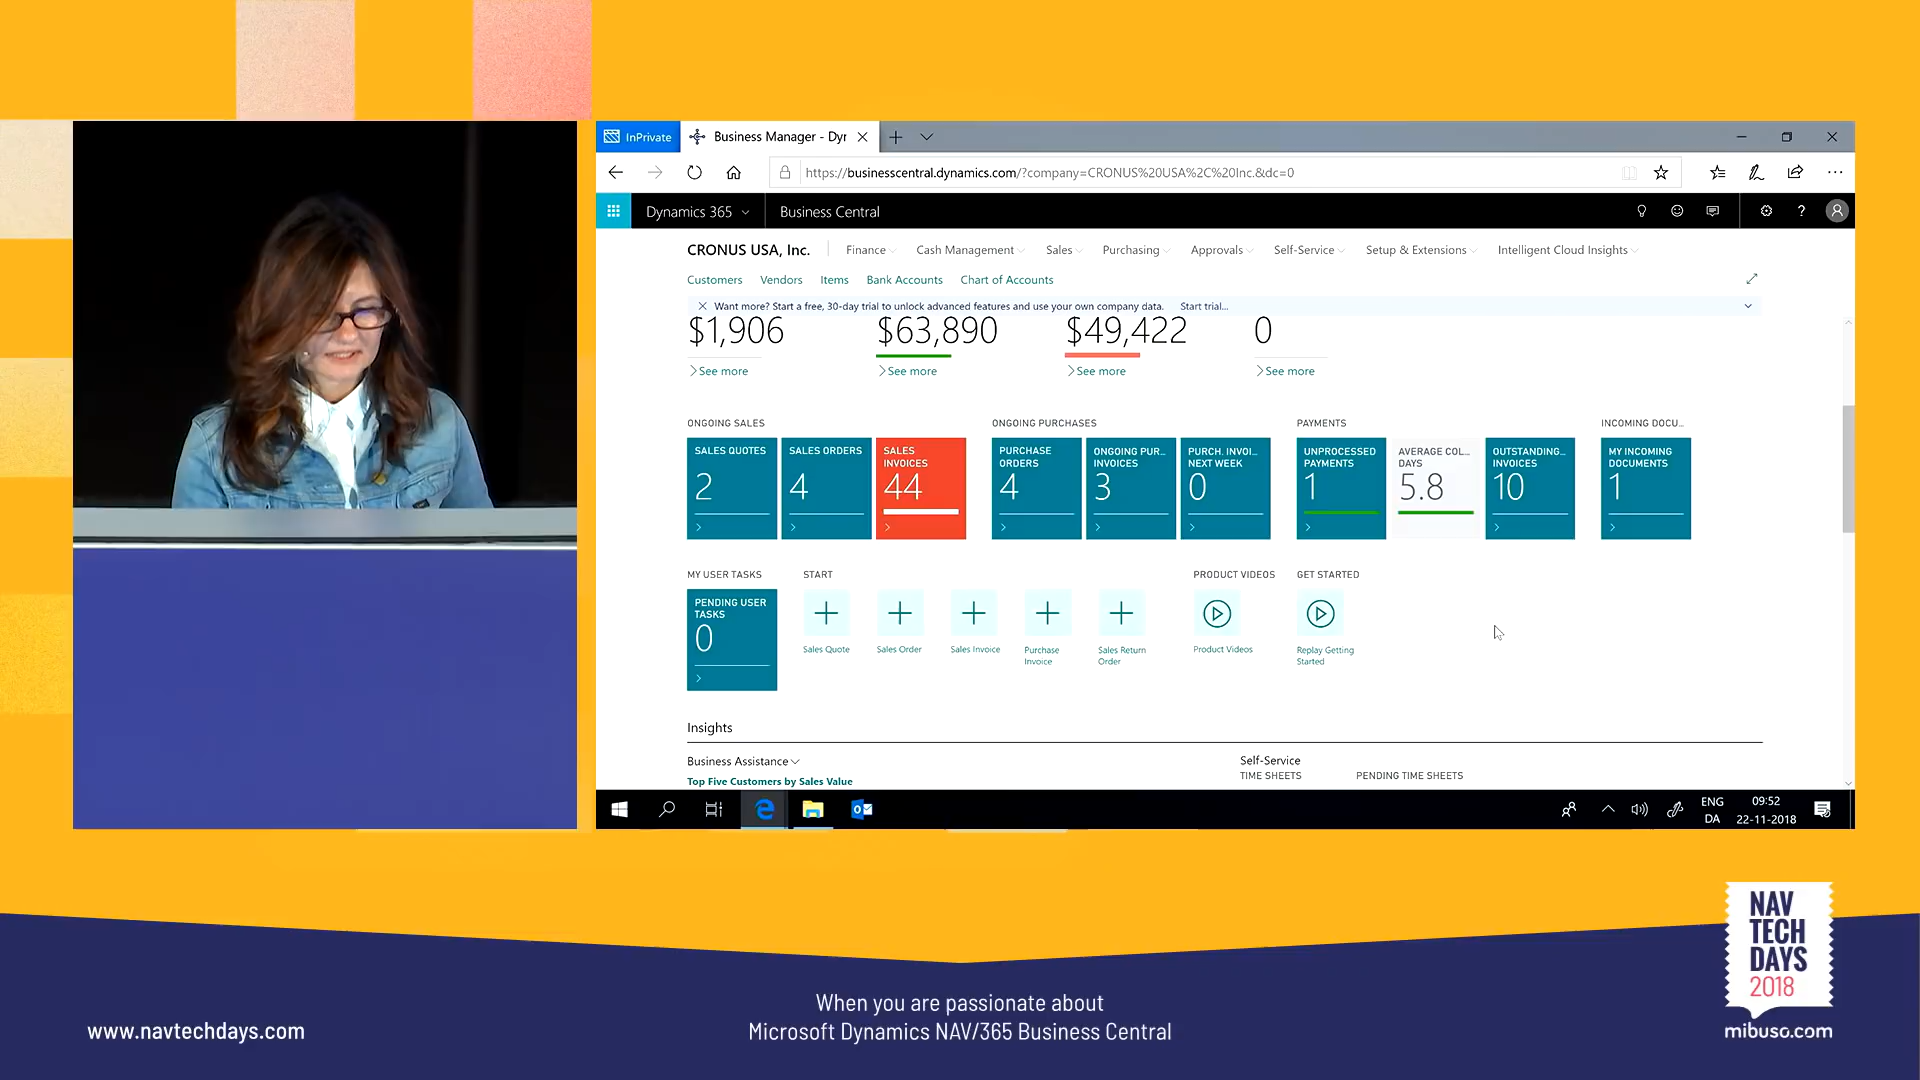 InPrivate
Business Manager - Dyr
https://businesscentral.dynamics.com/?company=CRONUS%20USA%2C%20Inc.&dc=0
Dynamics 365
Business Central
CRONUS USA, Inc.
Finance
Cash Management
Sales
Purchasing
Approvals
Self-Service
Setup & Extensions
Intelligent Cloud Insights
Customers
Vendors
Items
Bank Accounts
Chart of Accounts
Want more? Start a free, 30-day trial to unlock advanced features and use your own company data.
Start trial...
$1,906
$63,890
$49,422
0
See more
See more
See more
See more
ONGOING SALES
ONGOING PURCHASES
PAYMENTS
INCOMING DOCU...
SALES QUOTES
2
SALES ORDERS
4
SALES
INVOICES
44
PURCHASE
ORDERS
4
ONGOING PUR...
INVOICES
3
PURCH. INVOI...
NEXT WEEK
0
UNPROCESSED
PAYMENTS
1
AVERAGE COL...
DAYS
5.8
OUTSTANDING...
INVOICES
10
MY INCOMING
DOCUMENTS
1
MY USER TASKS
START
PRODUCT VIDEOS
GET STARTED
PENDING USER
TASKS
0
Sales Quote
Sales Order
Sales Invoice
Purchase
Invoice
Sales Return
Order
Product Videos
Replay Getting
Started
Insights
Business Assistance
Top Five Customers by Sales Value
Self-Service
TIME SHEETS
PENDING TIME SHEETS
ENG
DA
09:52
22-11-2018
NAV
TECH
DAYS
2018
mibuso.com
www.navtechdays.com
When you are passionate about
Microsoft Dynamics NAV/365 Business Central